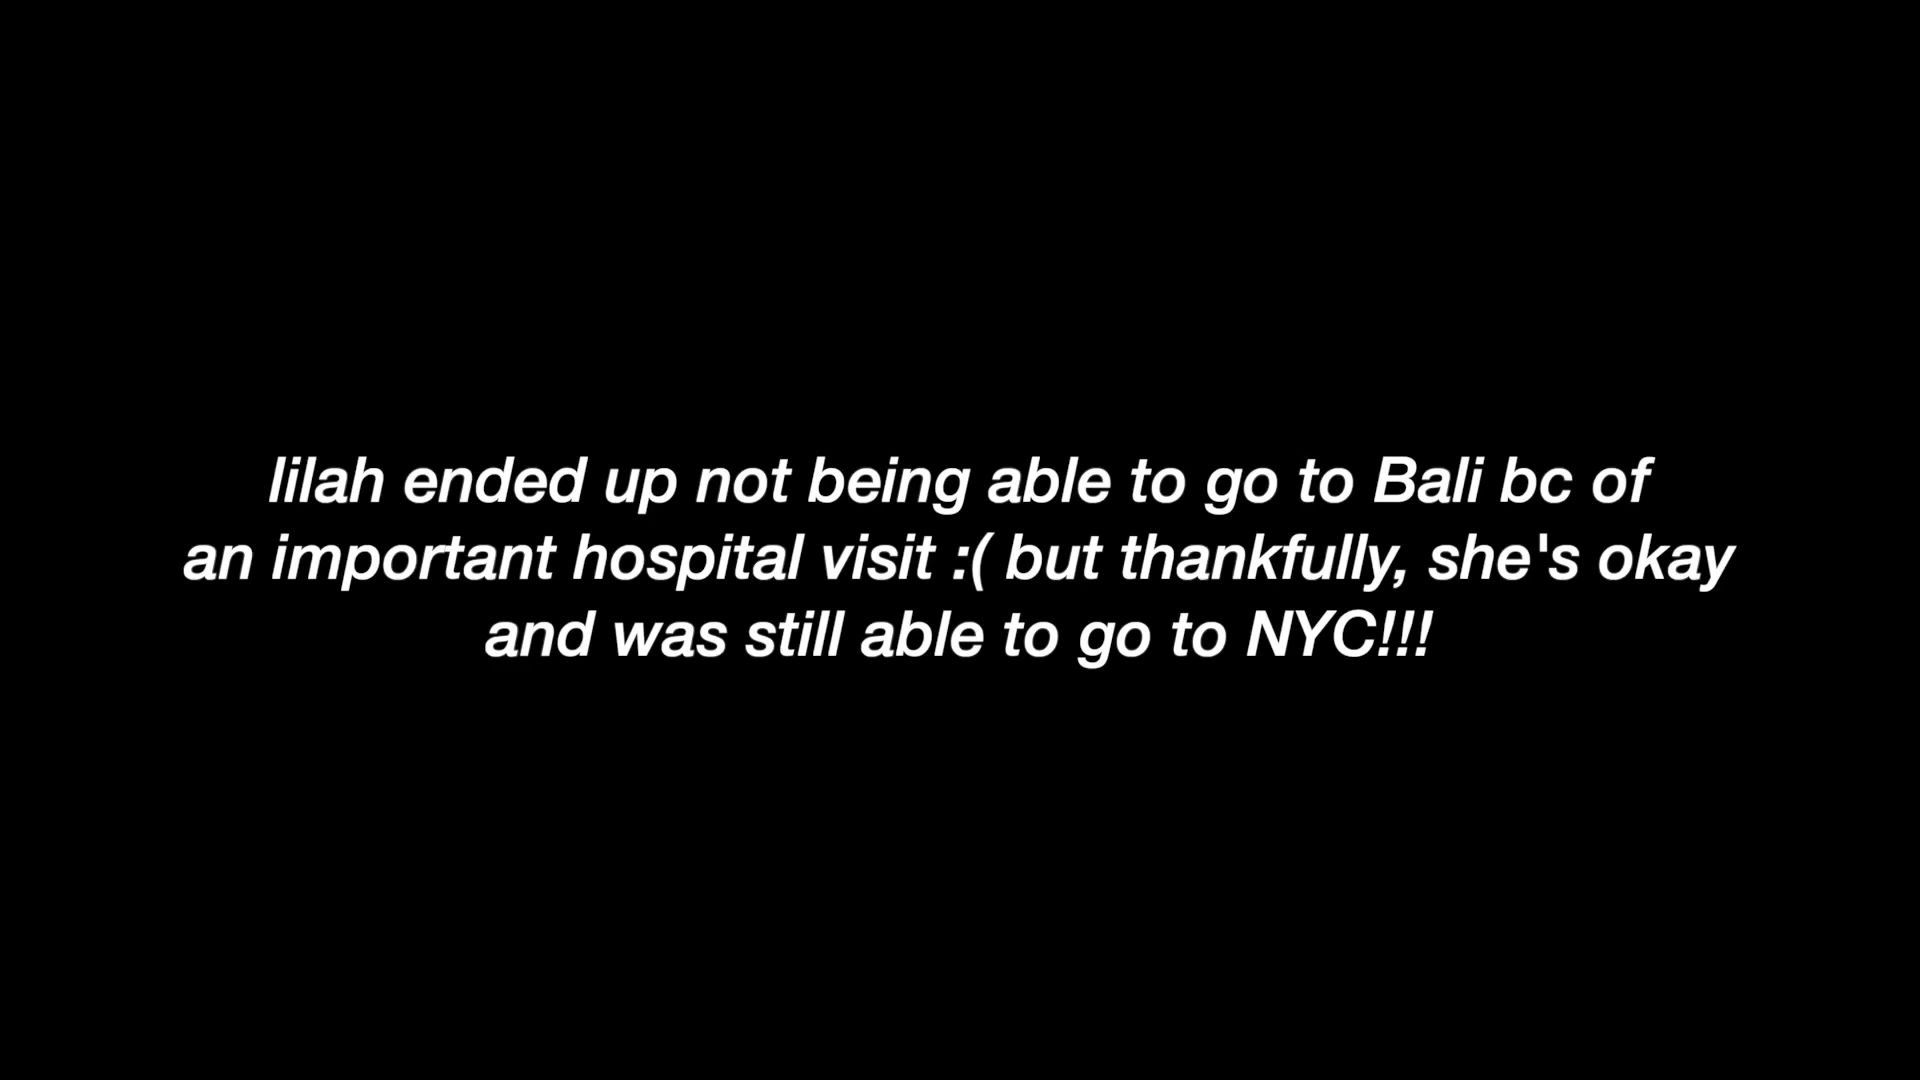 lilah ended up not being able to go to Bali bc of
an important hospital visit :( but thankfully, she's okay
and was still able to go to NYC!!!